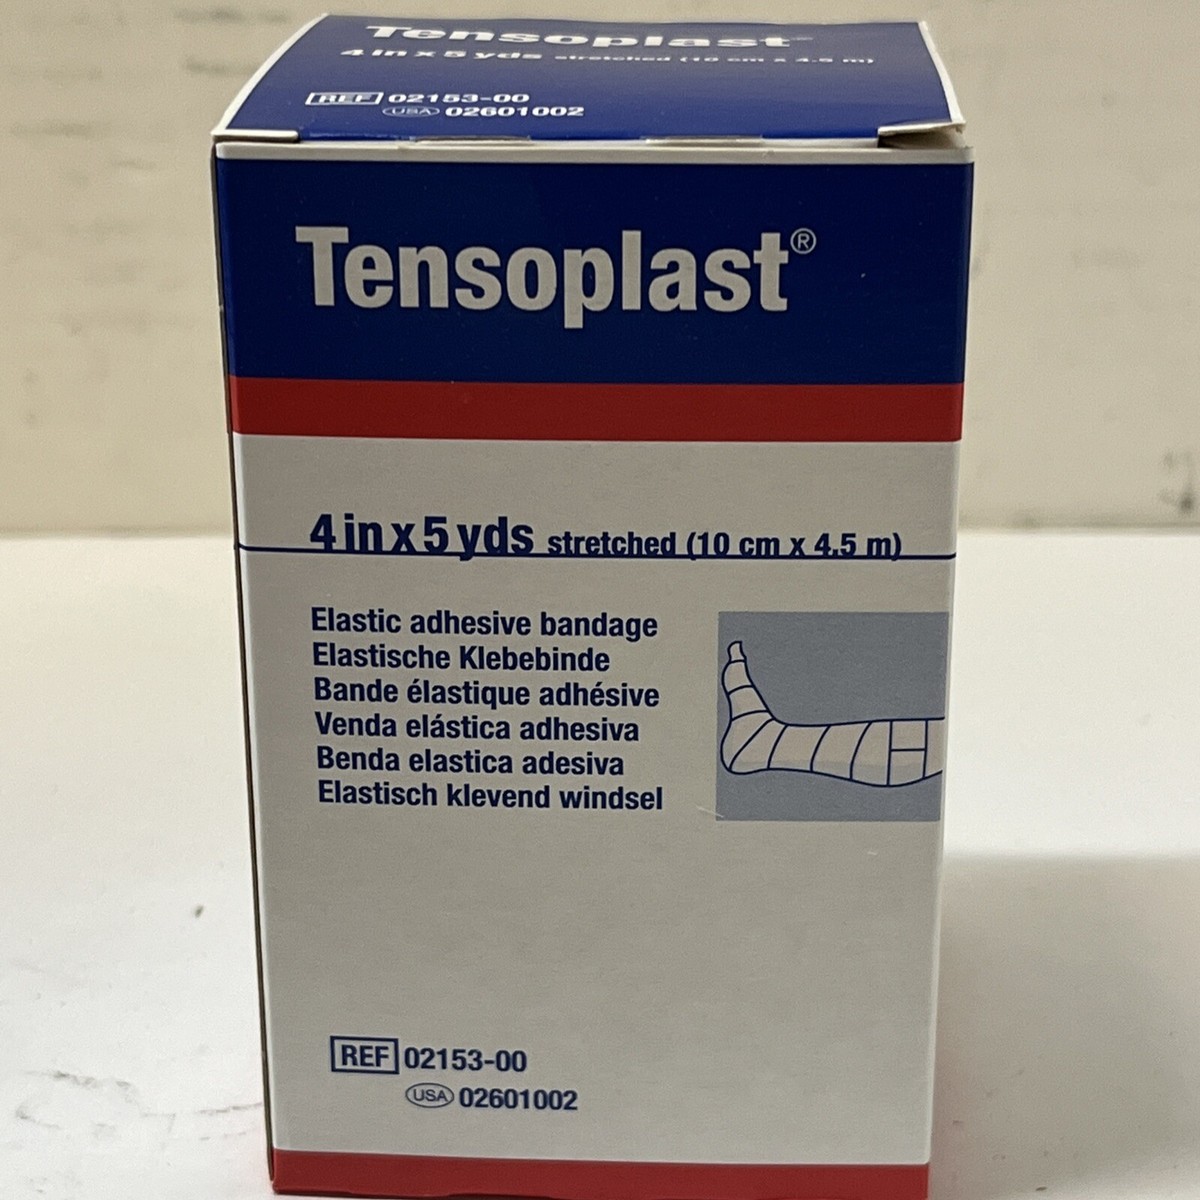 Tensoplast
4 in x 5 yds stretched (10 cm x 4.5 m)
REF 02153-00
USA 02601002
Tensoplast®
4 in x 5 yds stretched (10 cm x 4.5 m)
Elastic adhesive bandage
Elastische Klebebinde
Bande élastique adhésive
Venda elástica adhesiva
Benda elastica adesiva
Elastisch klevend windsel
REF 02153-00
USA 02601002